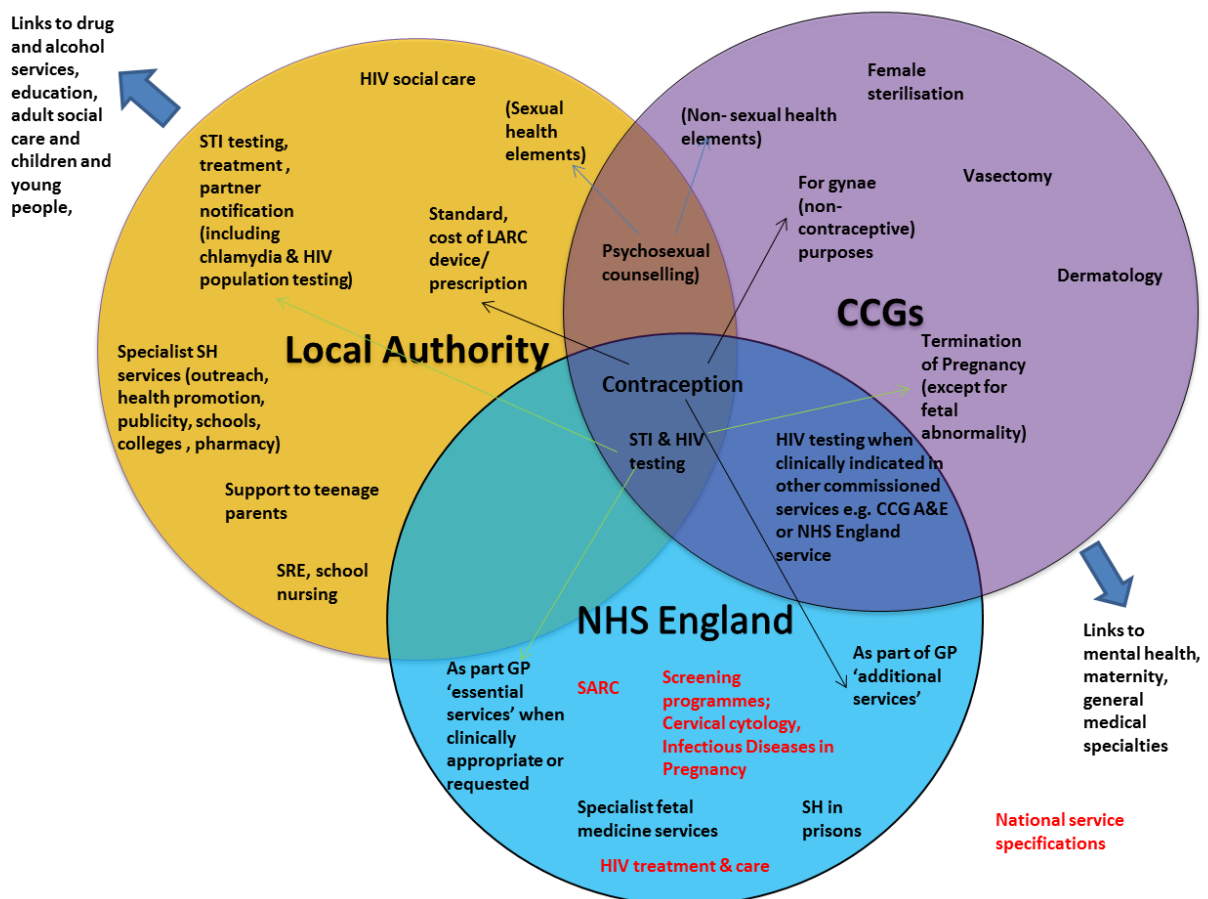 Links to drug
and alcohol
services,
education,
adult social
care and
children and
young
people,
HIV social care
(Sexual
health
elements)
(Non- sexual health
elements)
Female
sterilisation
STI testing,
treatment ,
partner
notification
(including
chlamydia & HIV
population testing)
Standard,
cost of LARC
device/
prescription
Psychosexual
counselling)
For gynae
(non-
contraceptive)
purposes
Vasectomy
Dermatology
Local Authority
CCGs
Specialist SH
services (outreach,
health promotion,
publicity, schools,
colleges , pharmacy)
Contraception
Termination
of Pregnancy
(except for
fetal
abnormality)
STI & HIV
testing
HIV testing when
clinically indicated in
other commissioned
services e.g. CCG A&E
or NHS England
service
Support to teenage
parents
SRE, school
nursing
NHS England
As part GP
‘essential
services’ when
clinically
appropriate or
requested
SARC
Screening
programmes;
Cervical cytology,
Infectious Diseases in
Pregnancy
As part of GP
‘additional
services’
Links to
mental health,
maternity,
general
medical
specialties
Specialist fetal
medicine services
SH in
prisons
HIV treatment & care
National service
specifications